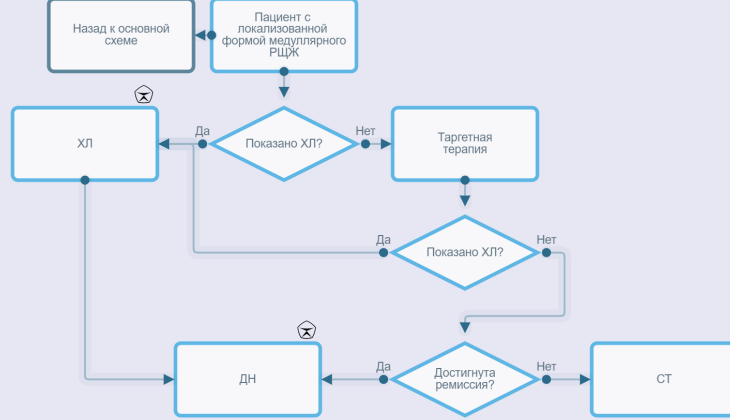 Назад к основной
схеме
Пациент с
локализованной
формой медуллярного
РЩЖ
ХЛ
Да
Показано ХЛ?
Нет
Таргетная
терапия
Да
Показано ХЛ?
Нет
ДН
Да
Достигнута
ремиссия?
Нет
СТ